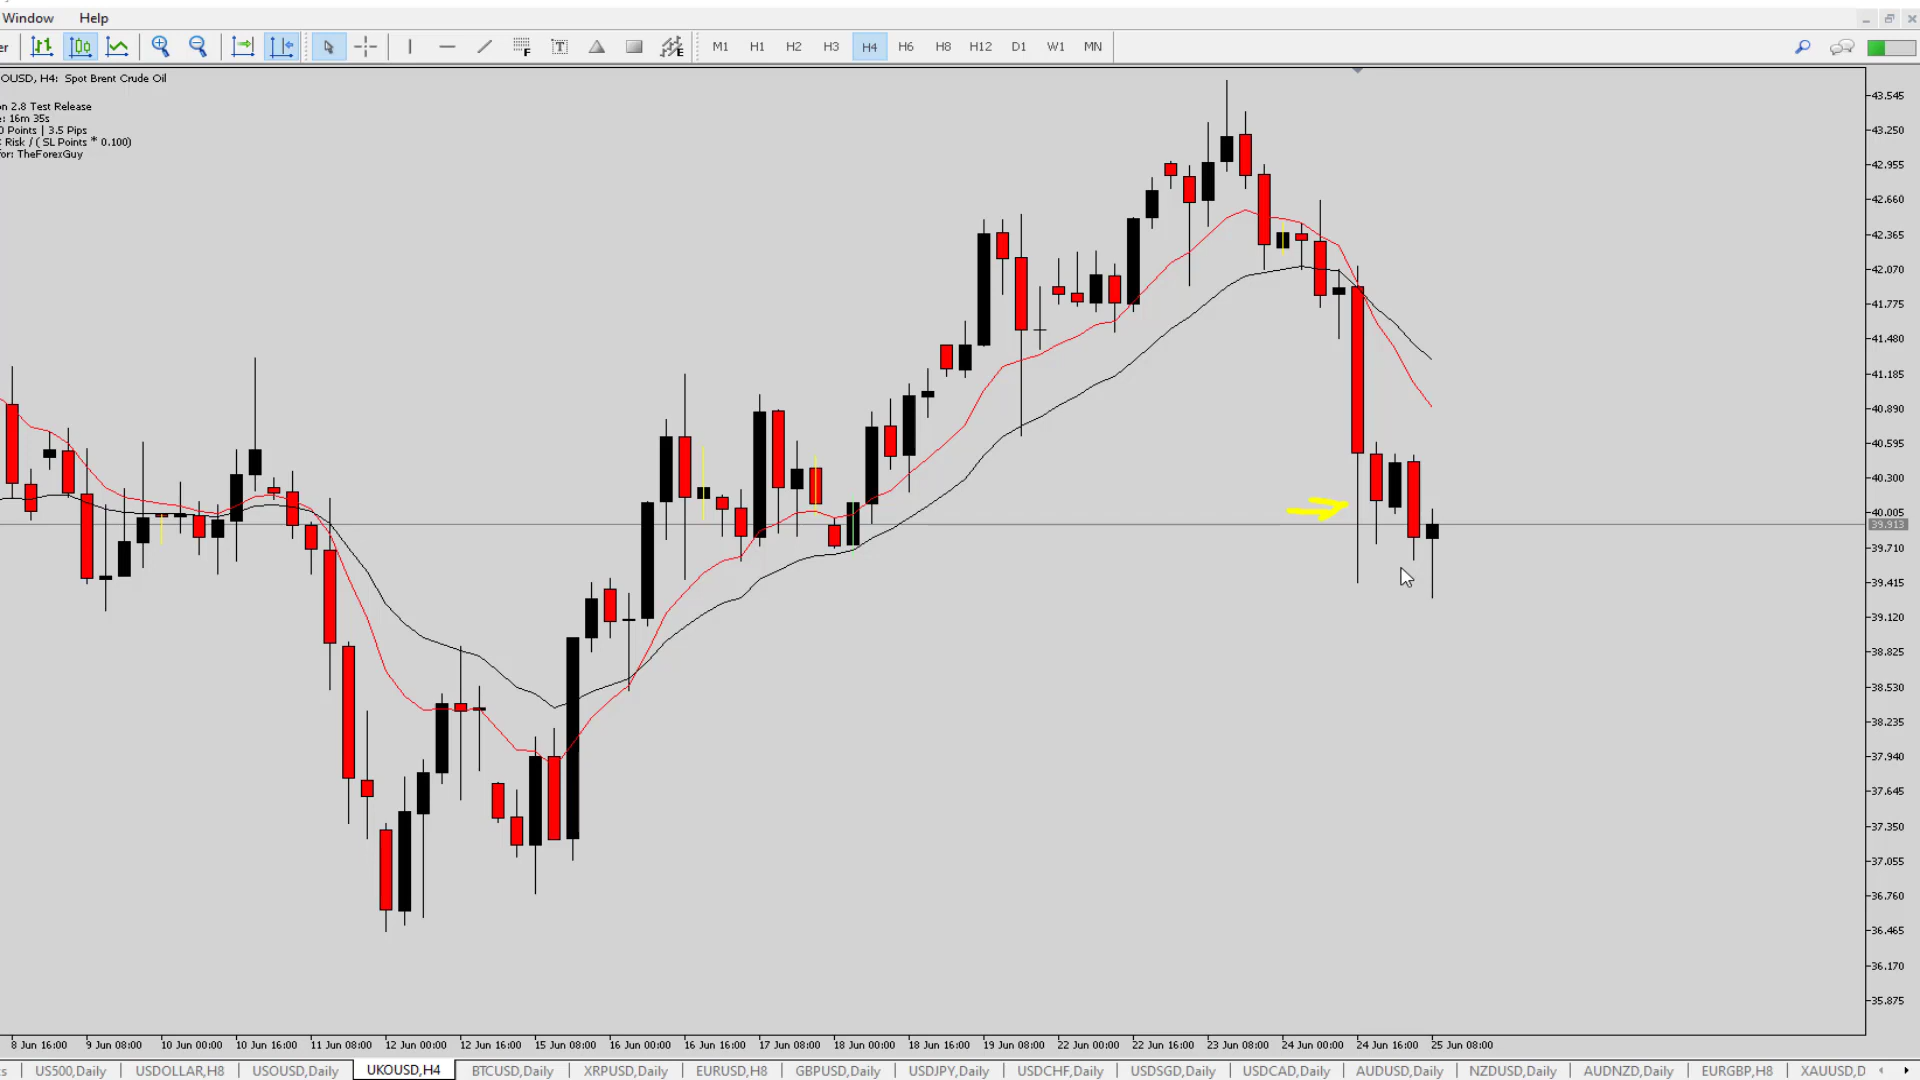 Window Help
er M1 H1 H2 H3 H4 H6 H8 H12 D1 W1 MN
OUSD, H4: Spot Brent Crude Oil
on 2.8 Test Release
e: 16m 35s
0 Points | 3.5 Pips
Risk / ( SL Points * 0.100)
for: TheForexGuy
43.545
43.250
42.955
42.660
42.365
42.070
41.775
41.480
41.185
40.890
40.595
40.300
40.005
39.913
39.710
39.415
39.120
38.825
38.530
38.235
37.940
37.645
37.350
37.055
36.760
36.465
36.170
35.875
8 Jun 16:00 9 Jun 08:00 10 Jun 00:00 10 Jun 16:00 11 Jun 08:00 12 Jun 00:00 12 Jun 16:00 15 Jun 08:00 16 Jun 00:00 16 Jun 16:00 17 Jun 08:00 18 Jun 00:00 18 Jun 16:00 19 Jun 08:00 22 Jun 00:00 22 Jun 16:00 23 Jun 08:00 24 Jun 00:00 24 Jun 16:00 25 Jun 08:00
s US500,Daily USDOLLAR,H8 USOUSD,Daily UKOUSD,H4 BTCUSD,Daily XRPUSD,Daily EURUSD,H8 GBPUSD,Daily USDJPY,Daily USDCHF,Daily USDSGD,Daily USDCAD,Daily AUDUSD,Daily NZDUSD,Daily AUDNZD,Daily EURGBP,H8 XAUUSD,D